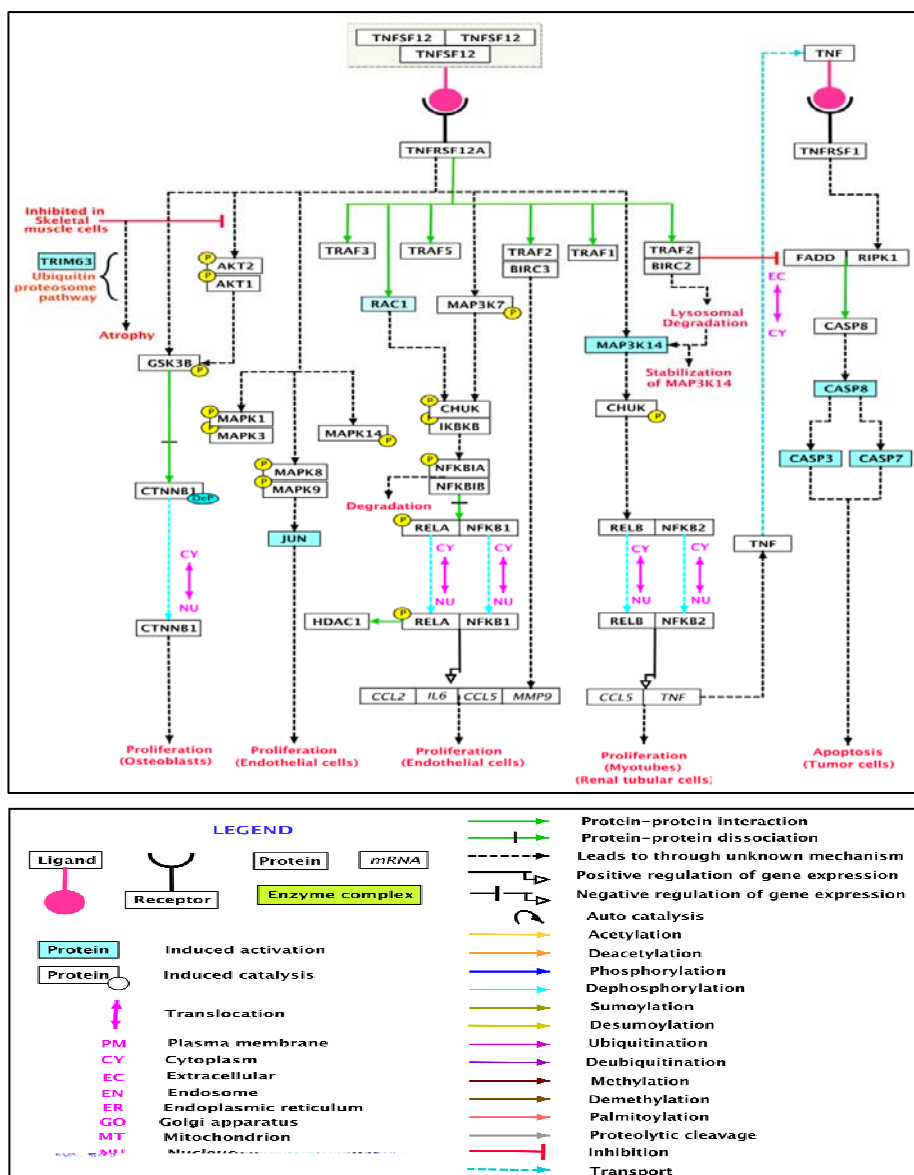 TNFSF12 TNFSF12
TNFSF12
TNF
TNFRSF12A
TNFRSF1
Inhibited in
Skeletal
muscle cells
TRIM63
Ubiquitin
proteosome
pathway
Atrophy
P
AKT2
P
AKT1
GSK3B
P
TRAF3
TRAF5
TRAF2
BIRC3
TRAF1
TRAF2
BIRC2
FADD RIPK1
EC
CY
RAC1
MAP3K7
P
Lysosomal
Degradation
MAP3K14
Stabilization
of MAP3K14
CASP8
CASP8
CASP3
CASP7
P
MAPK1
P
MAPK3
MAPK14
P
P
CHUK
P
IKBKB
CHUK
P
P
MAPK8
P
MAPK9
P
NFKBIA
NFKBIB
Degradation
CTNNB1
DeP
JUN
P
RELA NFKB1
RELB NFKB2
TNF
CY
NU
CY CY
NU NU
CY CY
NU NU
CTNNB1
HDAC1
P
RELA NFKB1
RELB NFKB2
CCL2 IL6 CCL5 MMP9
CCL5 TNF
Proliferation
(Osteoblasts)
Proliferation
(Endothelial cells)
Proliferation
(Endothelial cells)
Proliferation
(Myotubes)
(Renal tubular cells)
Apoptosis
(Tumor cells)
LEGEND
Ligand
Receptor
Protein
mRNA
Enzyme complex
Protein Induced activation
Protein Induced catalysis
Translocation
PM Plasma membrane
CY Cytoplasm
EC Extracellular
EN Endosome
ER Endoplasmic reticulum
GO Golgi apparatus
MT Mitochondrion
Protein-protein interaction
Protein-protein dissociation
Leads to through unknown mechanism
Positive regulation of gene expression
Negative regulation of gene expression
Auto catalysis
Acetylation
Deacetylation
Phosphorylation
Dephosphorylation
Sumoylation
Desumoylation
Ubiquitination
Deubiquitination
Methylation
Demethylation
Palmitoylation
Proteolytic cleavage
Inhibition
Transport